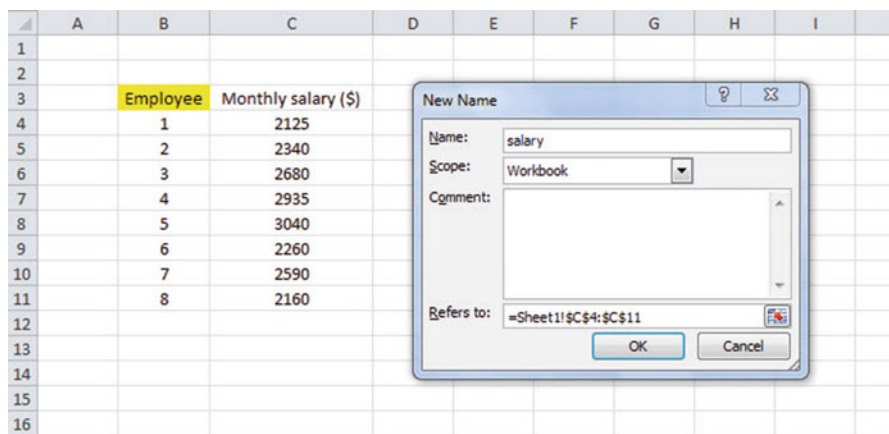 A B C D E F G H I
1
2
3 Employee Monthly salary ($)
4 1 2125
5 2 2340
6 3 2680
7 4 2935
8 5 3040
9 6 2260
10 7 2590
11 8 2160
12
13
14
15
16
New Name
Name: salary
Scope: Workbook
Comment:
Refers to: =Sheet1!$C$4:$C$11
OK Cancel